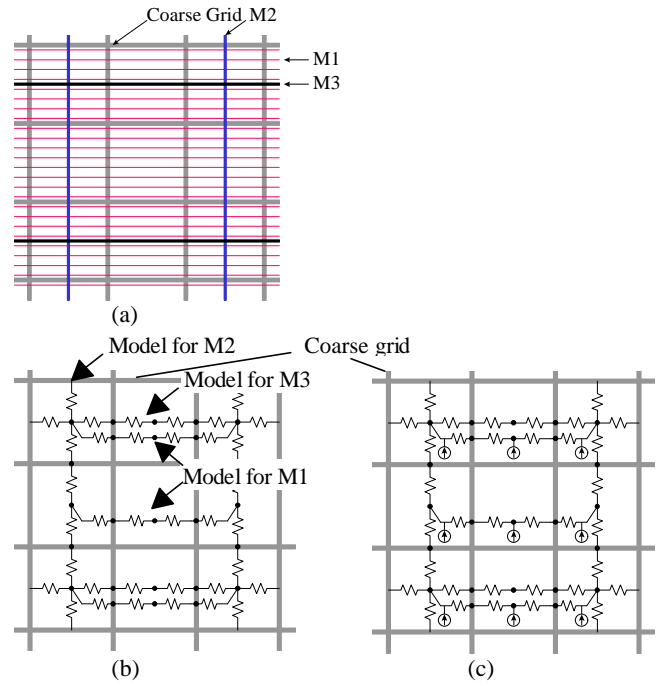 Coarse Grid M2
M1
M3
(a)
Model for M2
Coarse grid
Model for M3
Model for M1
(b)
(c)